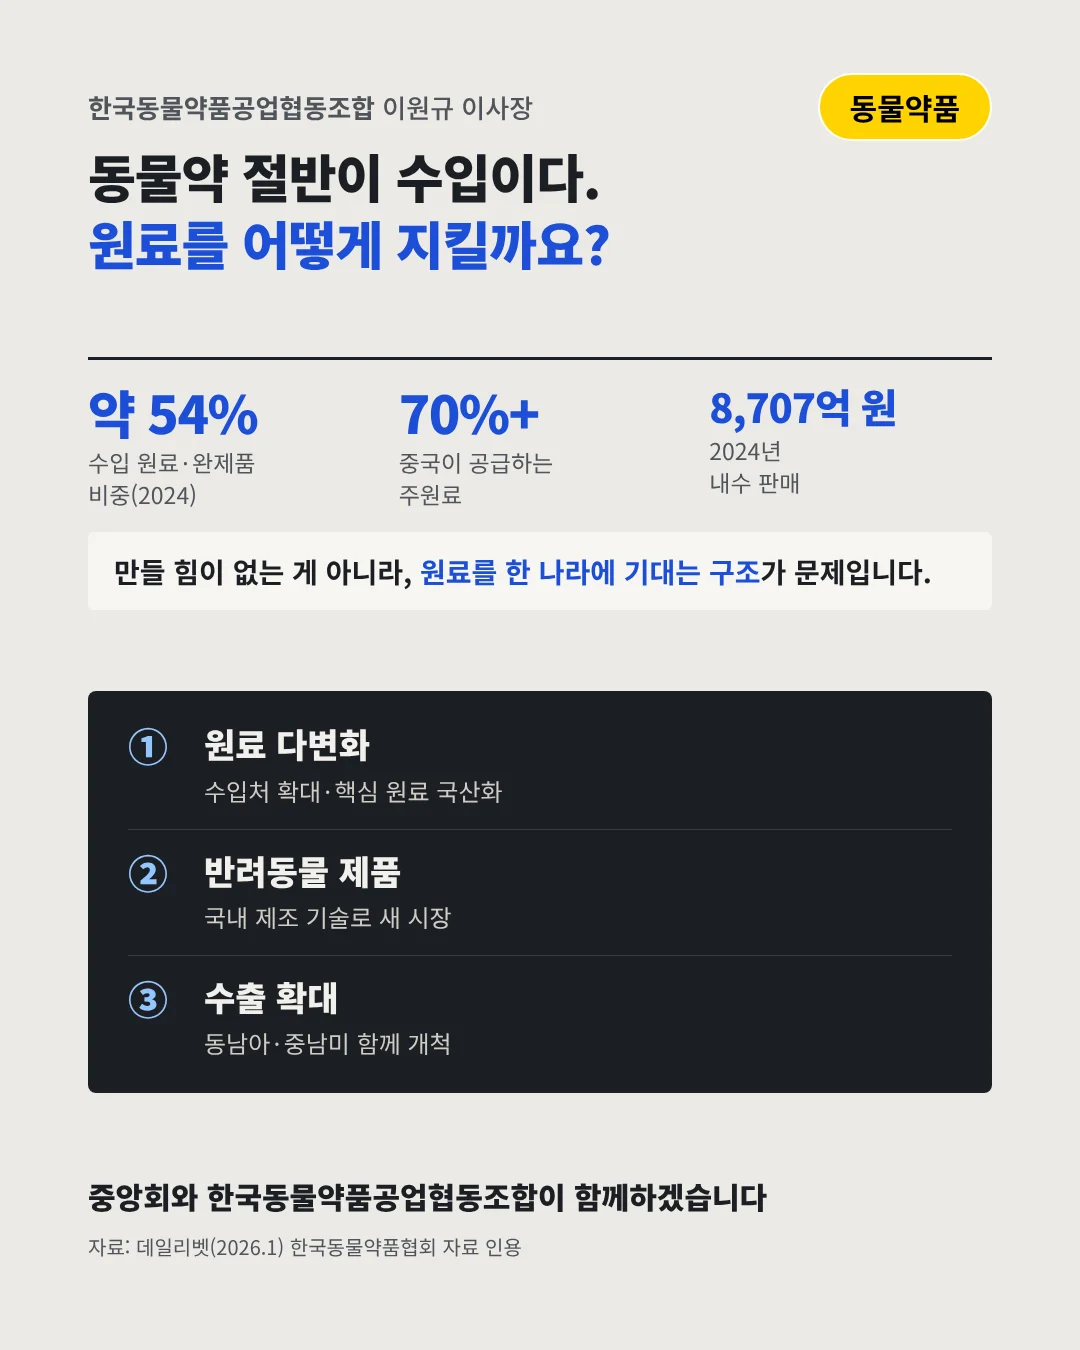 한국동물약품공업협동조합 이원규 이사장
동물약품
동물약 절반이 수입이다.
원료를 어떻게 지킬까요?
약 54%
수입 원료·완제품
비중(2024)
70%+
중국이 공급하는
주원료
8,707억 원
2024년
내수 판매
만들 힘이 없는 게 아니라, 원료를 한 나라에 기대는 구조가 문제입니다.
① 원료 다변화
수입처 확대·핵심 원료 국산화
② 반려동물 제품
국내 제조 기술로 새 시장
③ 수출 확대
동남아·중남미 함께 개척
중앙회와 한국동물약품공업협동조합이 함께하겠습니다
자료: 데일리벳(2026.1) 한국동물약품협회 자료 인용